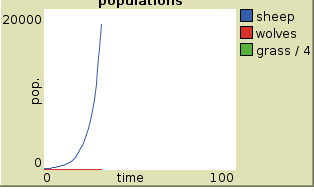 populations
20000
pop.
0
0 time 100
sheep
wolves
grass / 4